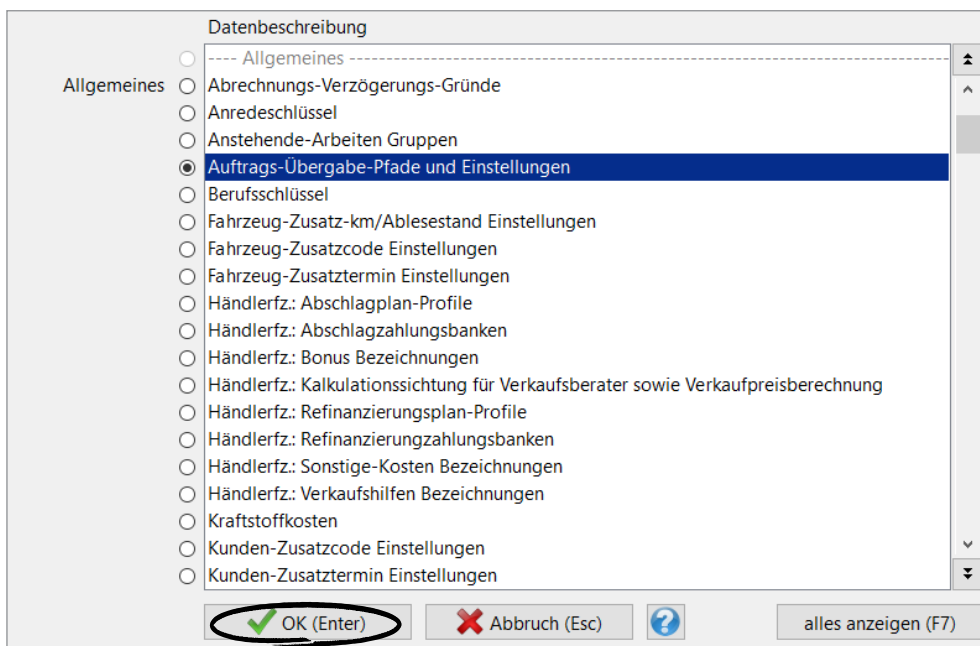 Datenbeschreibung
---- Allgemeines ----------------------------------------------------------------
Allgemeines Abrechnungs-Verzögerungs-Gründe
Anredeschlüssel
Anstehende-Arbeiten Gruppen
Auftrags-Übergabe-Pfade und Einstellungen
Berufsschlüssel
Fahrzeug-Zusatz-km/Ablesestand Einstellungen
Fahrzeug-Zusatzcode Einstellungen
Fahrzeug-Zusatztermin Einstellungen
Händlerfz.: Abschlagplan-Profile
Händlerfz.: Abschlagzahlungsbanken
Händlerfz.: Bonus Bezeichnungen
Händlerfz.: Kalkulationssichtung für Verkaufsberater sowie Verkaufpreisberechnung
Händlerfz.: Refinanzierungsplan-Profile
Händlerfz.: Refinanzierungzahlungsbanken
Händlerfz.: Sonstige-Kosten Bezeichnungen
Händlerfz.: Verkaufshilfen Bezeichnungen
Kraftstoffkosten
Kunden-Zusatzcode Einstellungen
Kunden-Zusatztermin Einstellungen
OK (Enter) Abbruch (Esc) ? alles anzeigen (F7)